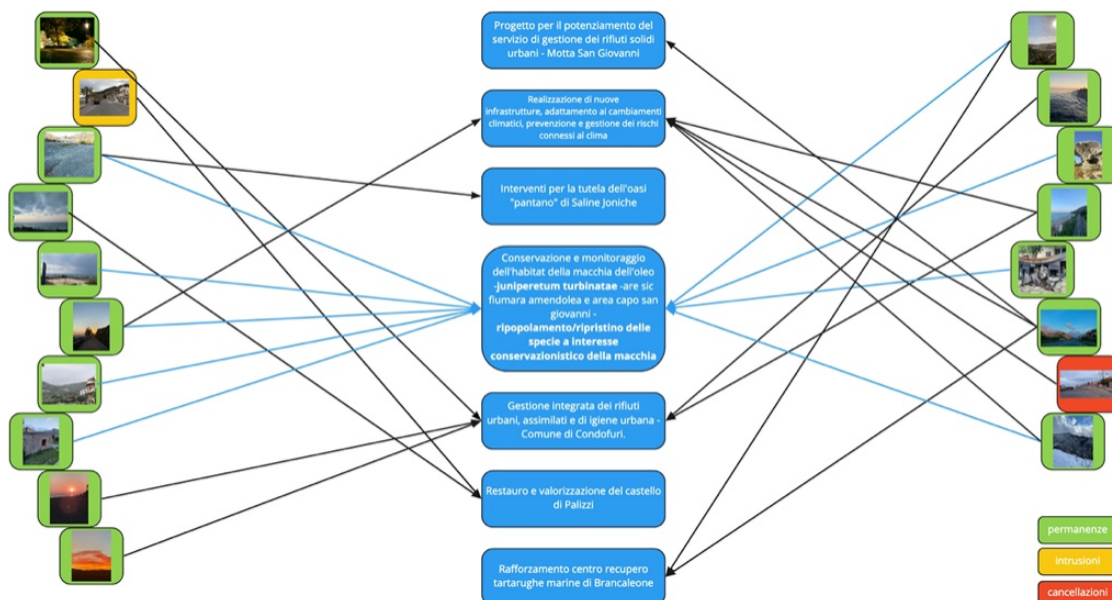 Progetto per il potenziamento del
servizio di gestione dei rifiuti solidi
urbani - Motta San Giovanni
Realizzazione di nuove
infrastrutture, adattamento ai cambiamenti
climatici, prevenzione e gestione dei rischi
connessi al clima
Interventi per la tutela dell'oasi
"pantano" di Saline Joniche
Conservazione e monitoraggio
dell'habitat della macchia dell'oleo
-juniperetum turbinatae -are sic
fiumara amendolea e area capo san
giovanni -
ripopolamento/ripristino delle
specie a interesse
conservazionistico della macchia
Gestione integrata dei rifiuti
urbani, assimilati e di igiene urbana -
Comune di Condofuri.
Restauro e valorizzazione del castello
di Palizzi
Rafforzamento centro recupero
tartarughe marine di Brancaleone
permanenze
intrusioni
cancellazioni